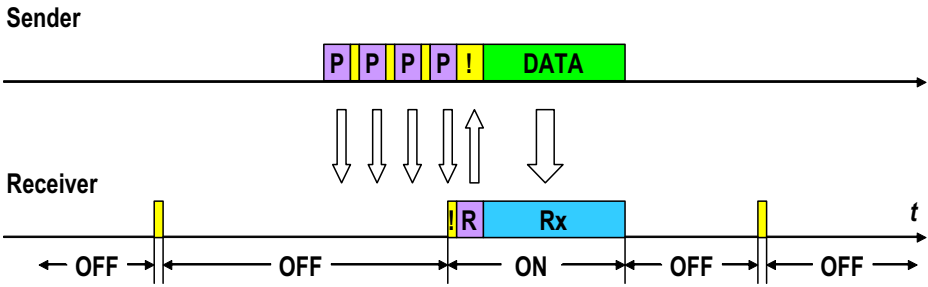 Sender
P P P P ! DATA
Receiver
! R Rx
t
OFF OFF ON OFF OFF